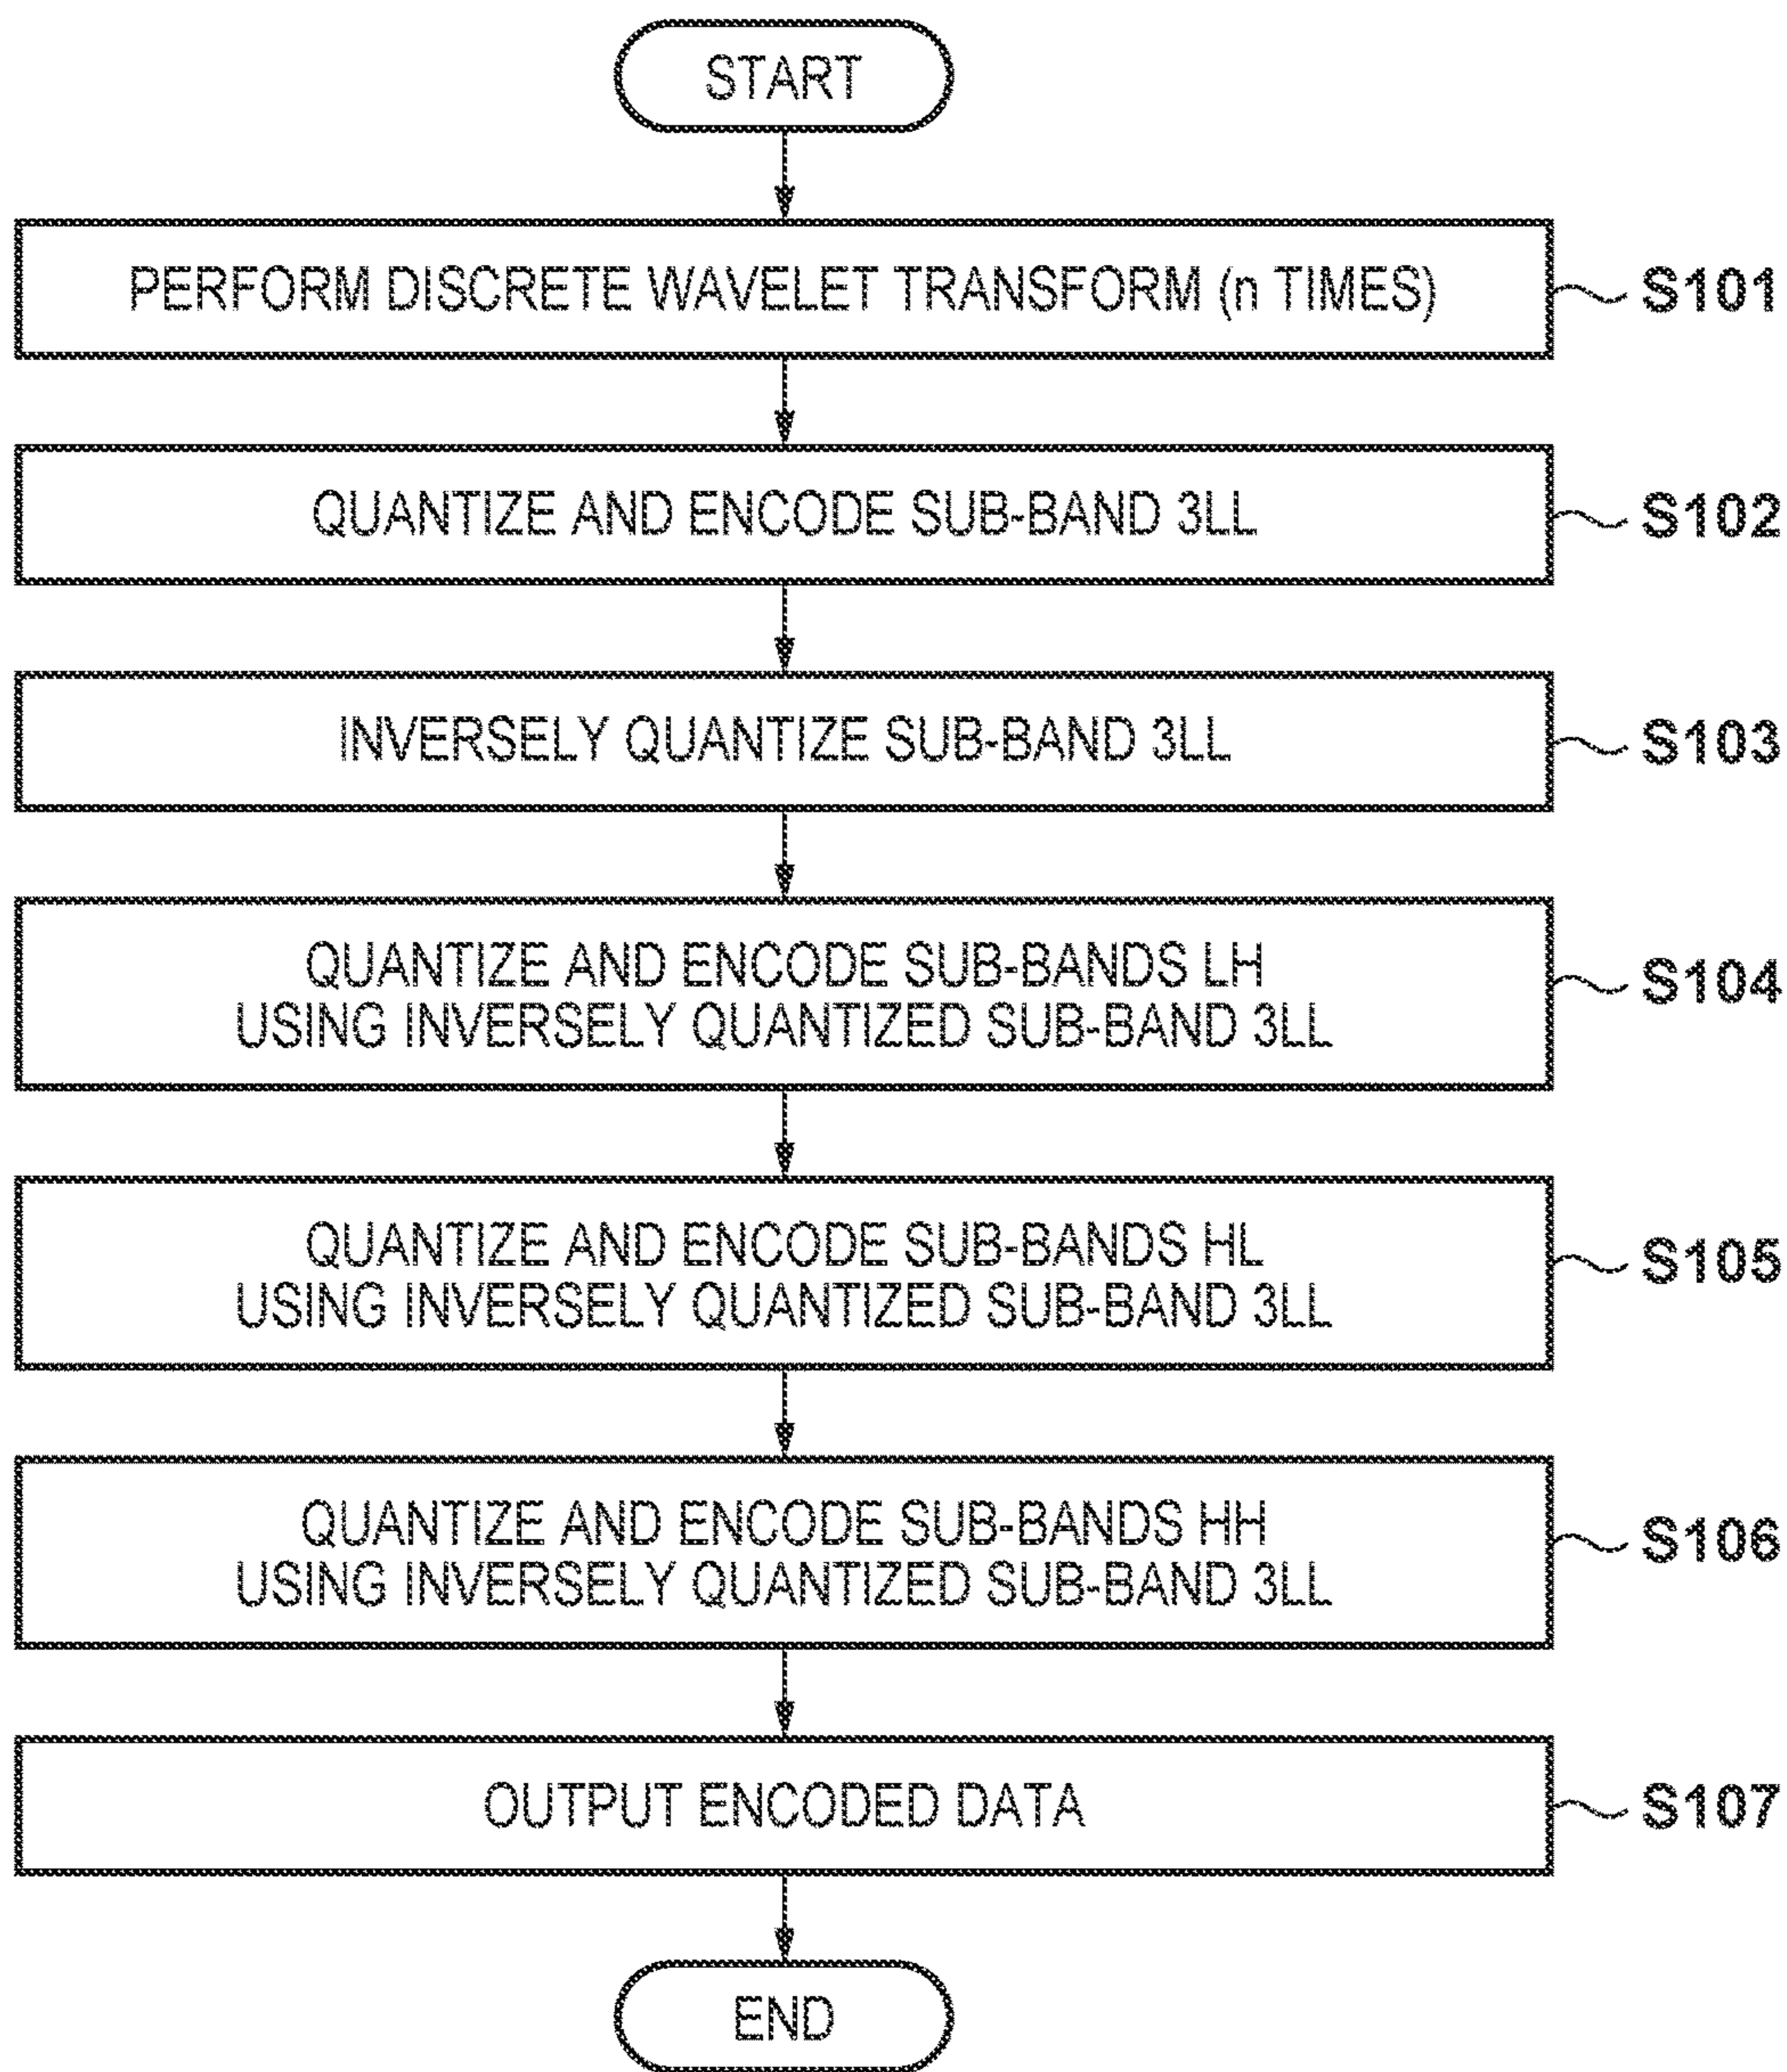 START
PERFORM DISCRETE WAVELET TRANSFORM (n TIMES)
S101
QUANTIZE AND ENCODE SUB-BAND 3LL
S102
INVERSELY QUANTIZE SUB-BAND 3LL
S103
QUANTIZE AND ENCODE SUB-BANDS LH
USING INVERSELY QUANTIZED SUB-BAND 3LL
S104
QUANTIZE AND ENCODE SUB-BANDS HL
USING INVERSELY QUANTIZED SUB-BAND 3LL
S105
QUANTIZE AND ENCODE SUB-BANDS HH
USING INVERSELY QUANTIZED SUB-BAND 3LL
S106
OUTPUT ENCODED DATA
S107
END